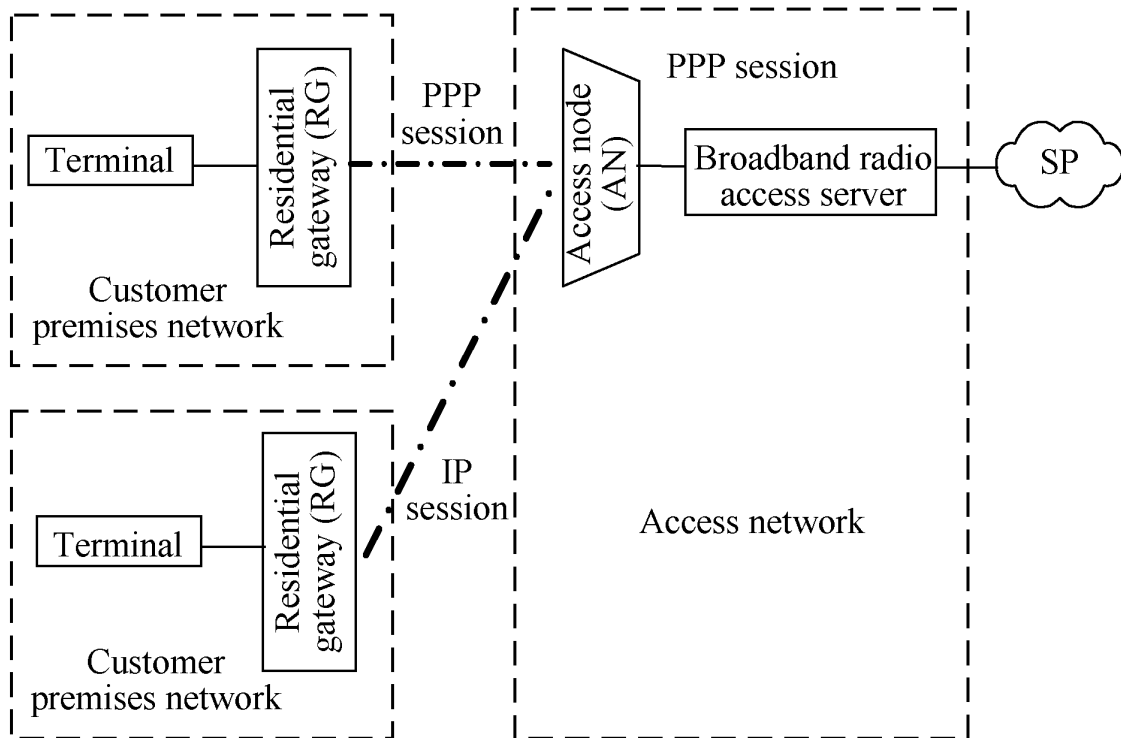 Terminal
Residential
gateway (RG)
Customer
premises network
PPP
session
PPP session
Access node
(AN)
Broadband radio
access server
SP
Terminal
Residential
gateway (RG)
Customer
premises network
IP
session
Access network